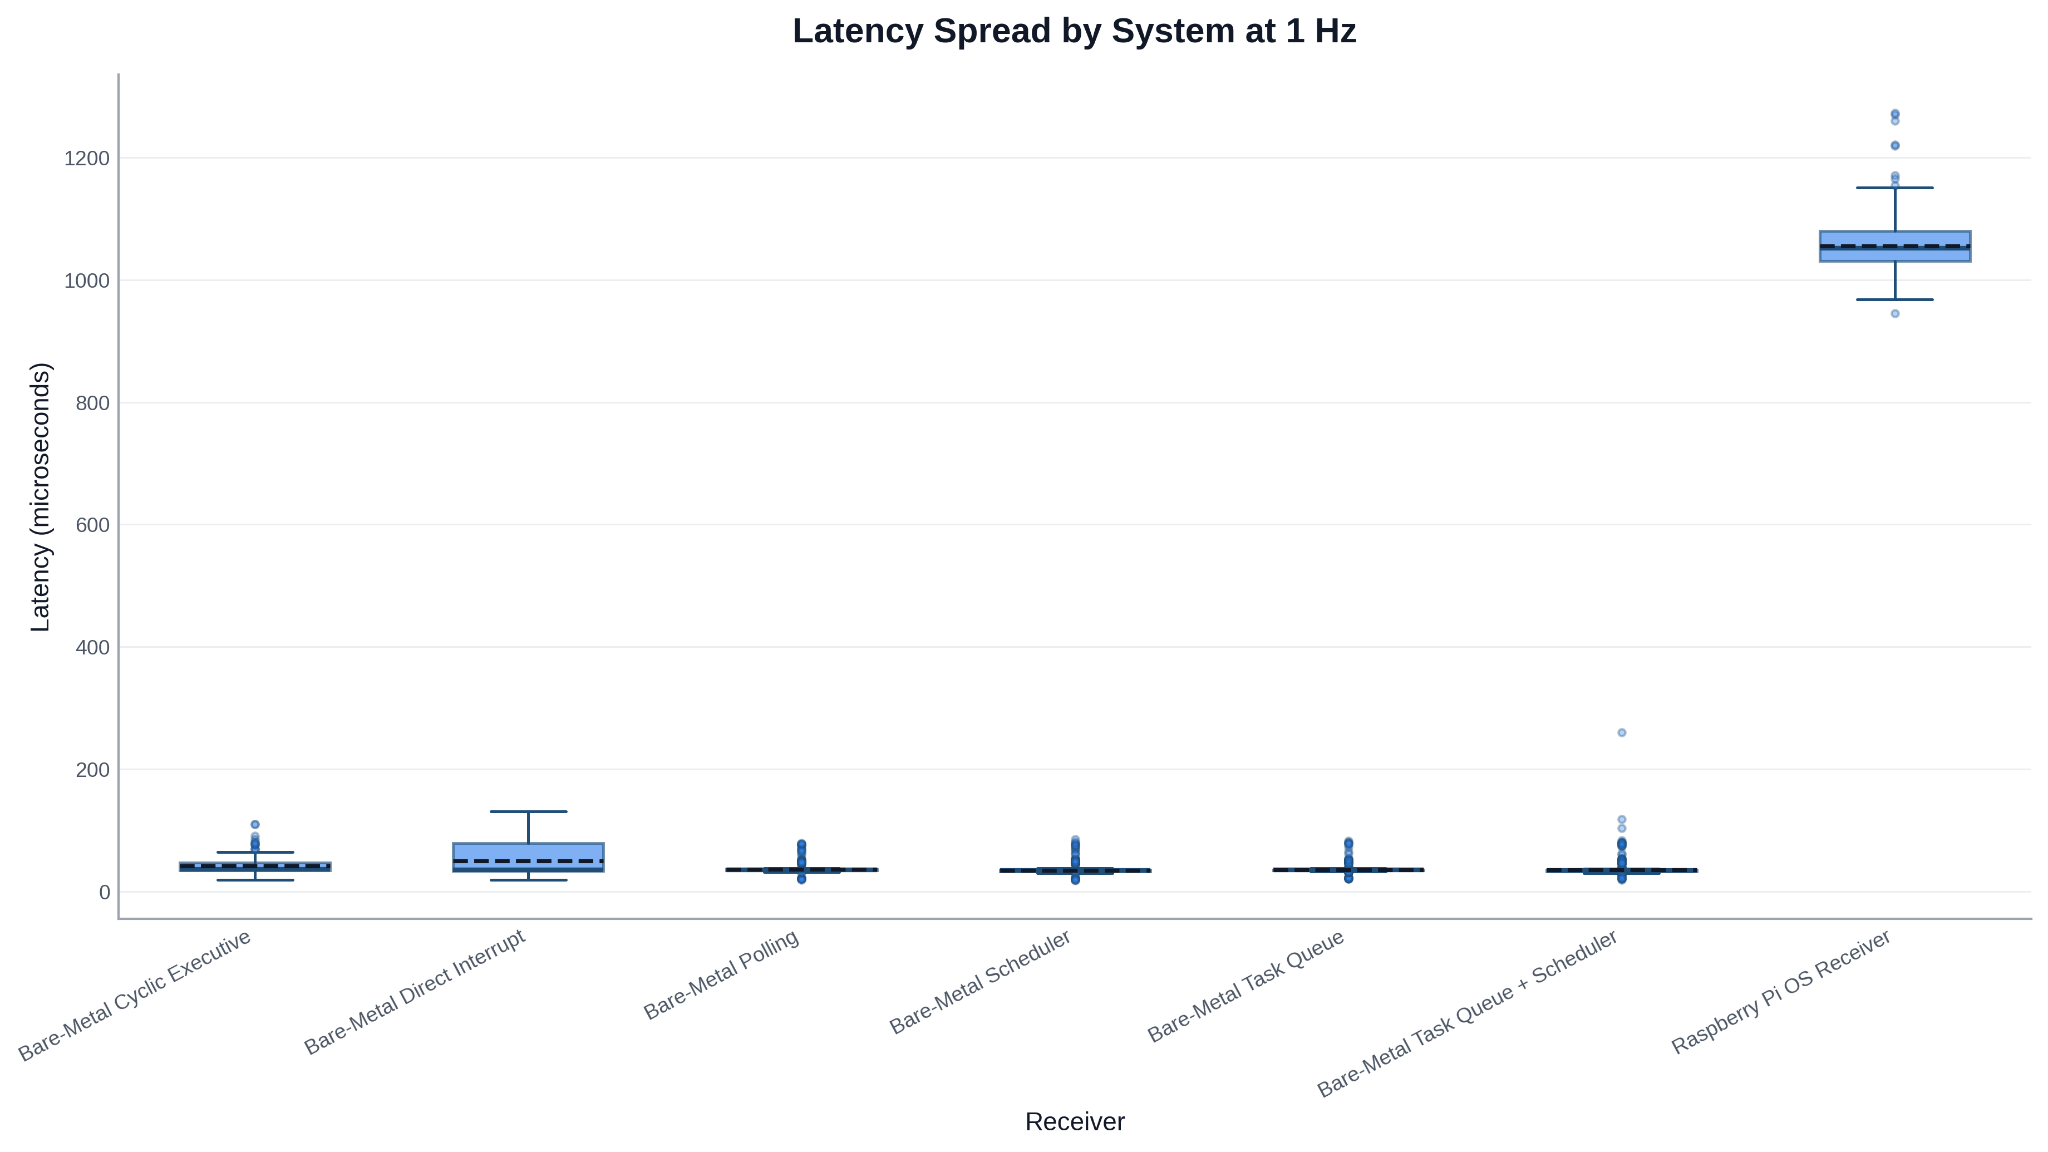 Latency Spread by System at 1 Hz
Latency (microseconds)
1200
1000
800
600
400
200
0
Bare-Metal Cyclic Executive
Bare-Metal Direct Interrupt
Bare-Metal Polling
Bare-Metal Scheduler
Bare-Metal Task Queue
Bare-Metal Task Queue + Scheduler
Raspberry Pi OS Receiver
Receiver